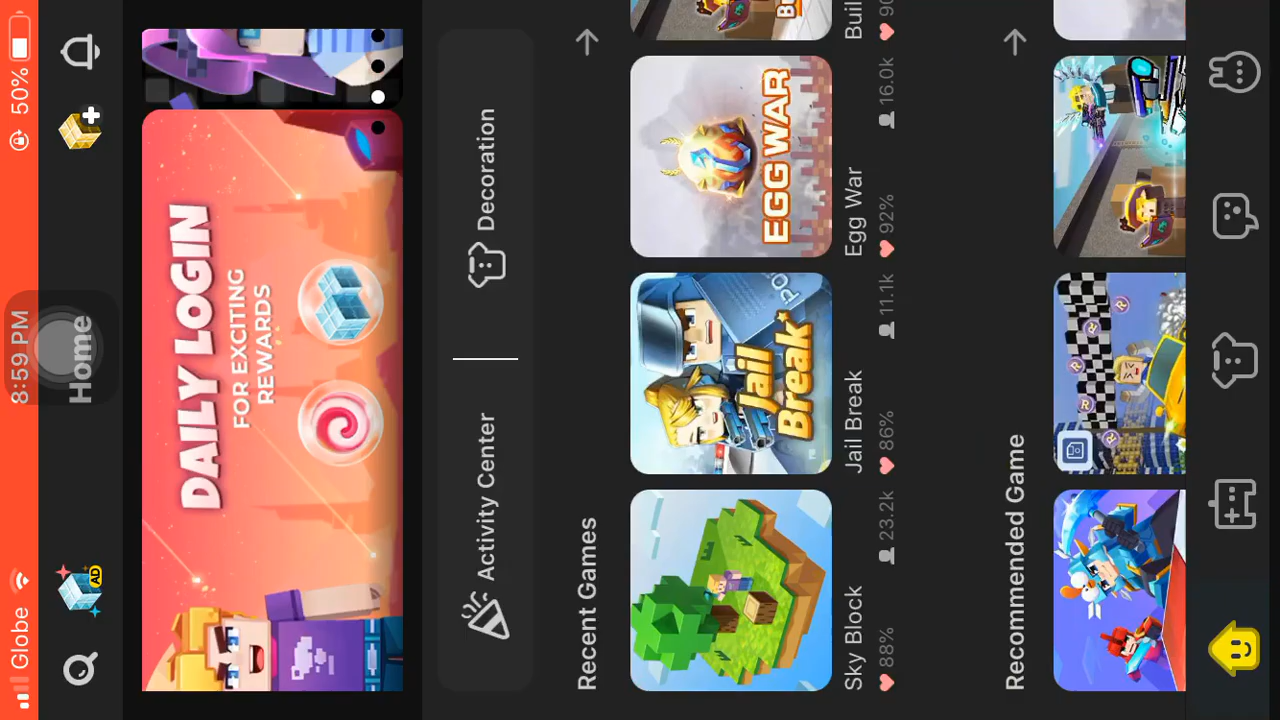 Globe 8:59 PM 50%
AD Home
DAILY LOGIN
FOR EXCITING
REWARDS
Activity Center Decoration
Recent Games
Jail
Break
EGG WAR
Sky Block Jail Break Egg War Buil
88% 23.2k 86% 11.1k 92% 16.0k 90
Recommended Game
R R R R R